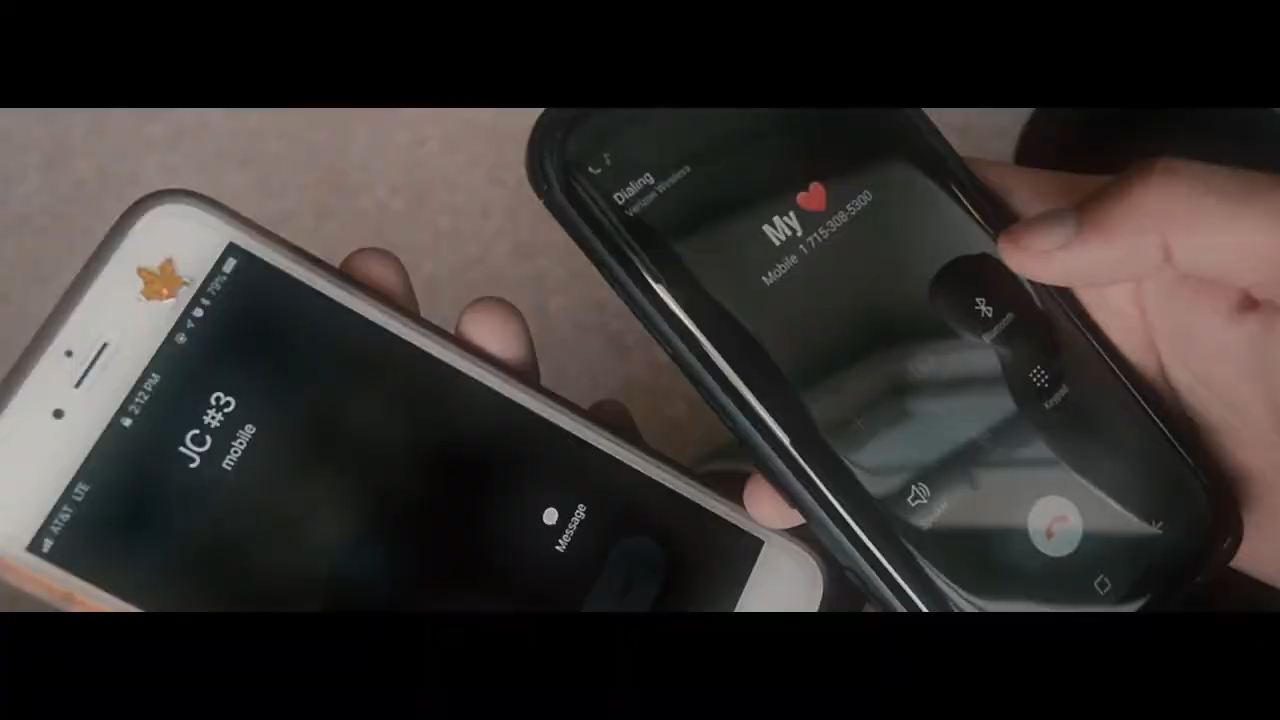 AT&T LTE
2:12 PM
79%
JC #3
mobile
Message
Dialing
Verizon Wireless
My ❤️
Mobile 1 715-308-5300
Bluetooth
Keypad